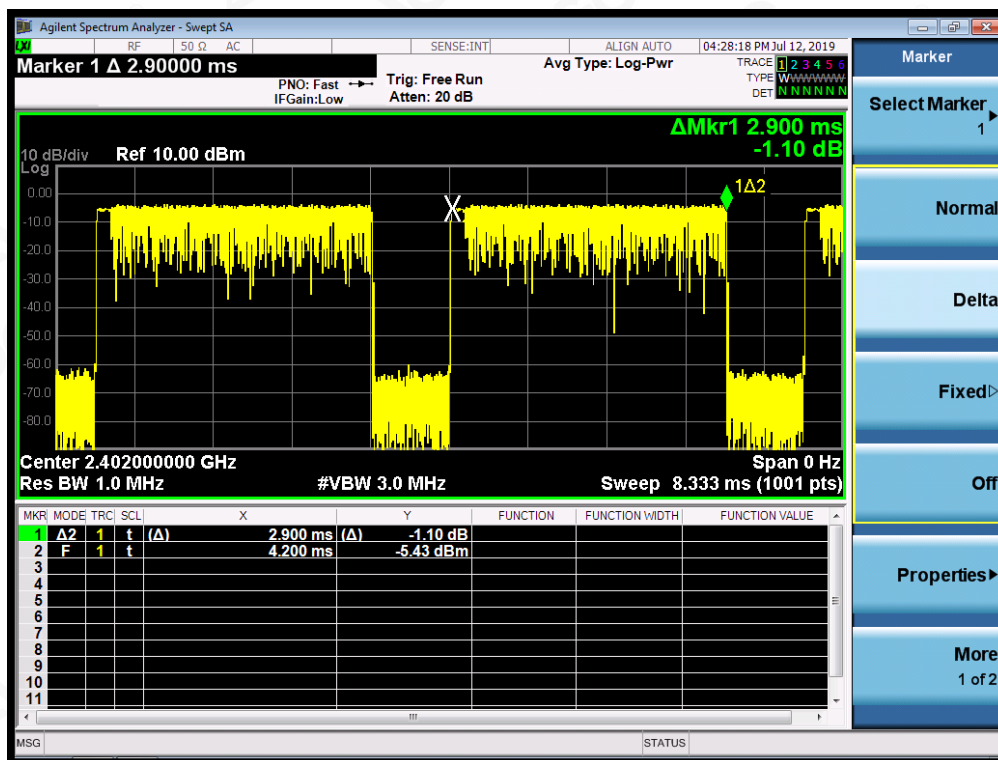 Agilent Spectrum Analyzer - Swept SA
LXI RF 50 Ω AC SENSE:INT ALIGN AUTO 04:28:18 PM Jul 12, 2019
Marker 1 Δ 2.90000 ms
PNO: Fast
IFGain:Low
Trig: Free Run
Atten: 20 dB
Avg Type: Log-Pwr
TRACE 1 2 3 4 5 6
TYPE WWWWWWW
DET N N N N N N
ΔMkr1 2.900 ms
-1.10 dB
10 dB/div Ref 10.00 dBm
Log
0.00
-10.0
-20.0
-30.0
-40.0
-50.0
-60.0
-70.0
-80.0
X
1Δ2
Center 2.402000000 GHz Span 0 Hz
Res BW 1.0 MHz #VBW 3.0 MHz Sweep 8.333 ms (1001 pts)
MKR MODE TRC SCL X Y FUNCTION FUNCTION WIDTH FUNCTION VALUE
1 Δ2 1 t (Δ) 2.900 ms (Δ) -1.10 dB
2 F 1 t 4.200 ms -5.43 dBm
3
4
5
6
7
8
9
10
11
MSG STATUS
Marker
Select Marker
1
Normal
Delta
Fixed
Off
Properties
More
1 of 2